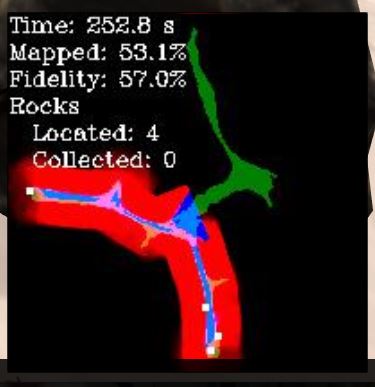 Time: 252.8 s
Mapped: 53.1%
Fidelity: 57.0%
Rocks
Located: 4
Collected: 0